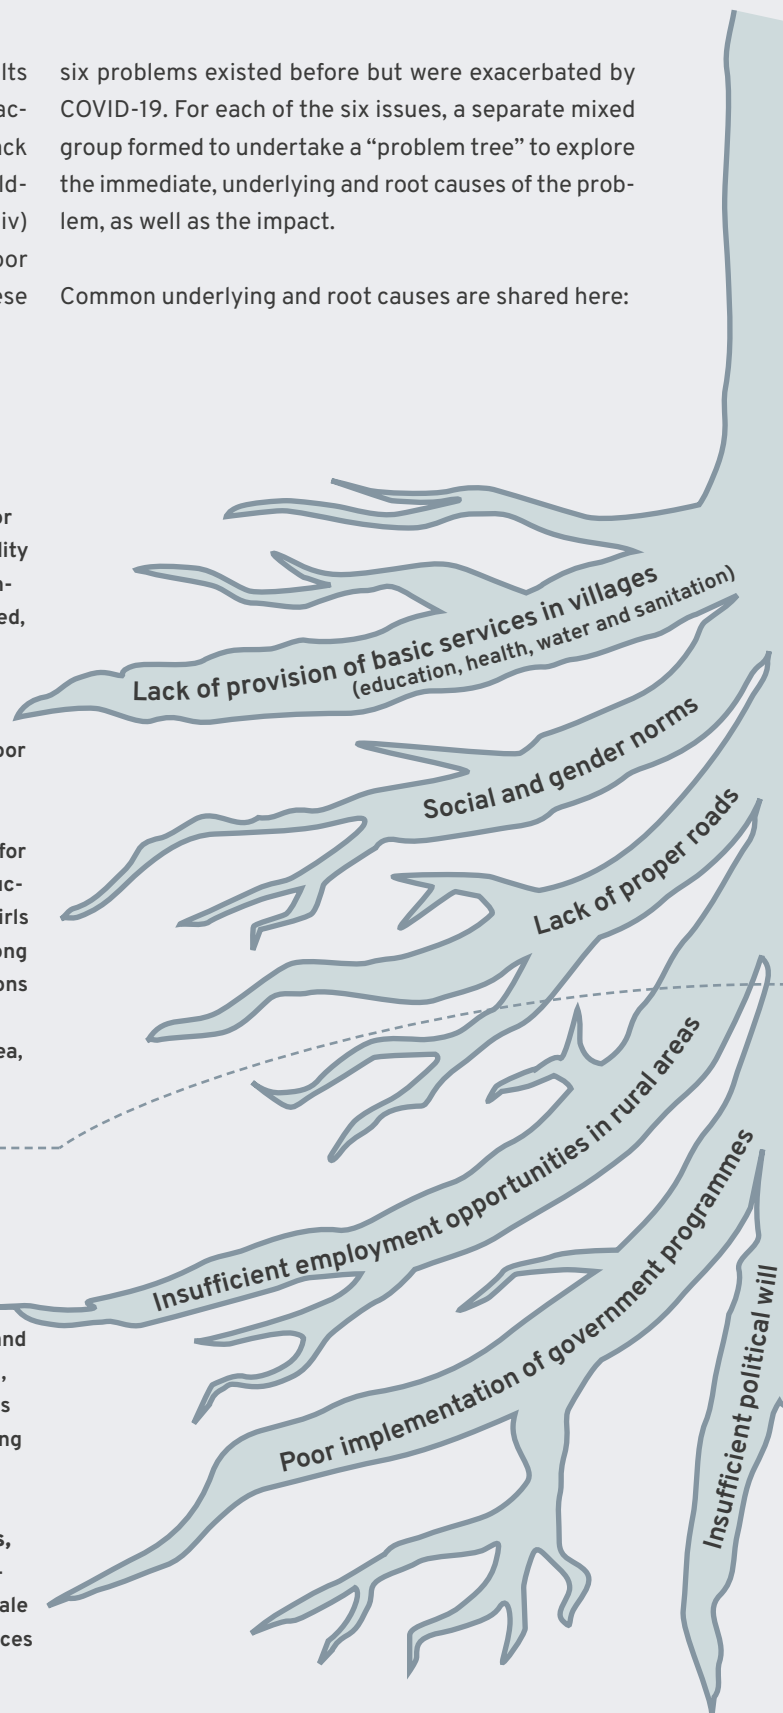 six problems existed before but were exacerbated by
COVID-19. For each of the six issues, a separate mixed
group formed to undertake a “problem tree” to explore
the immediate, underlying and root causes of the prob-
lem, as well as the impact.
Common underlying and root causes are shared here:
Lack of provision of basic services in villages
(education, health, water and sanitation)
Social and gender norms
Lack of proper roads
Insufficient employment opportunities in rural areas
Poor implementation of government programmes
Insufficient political will